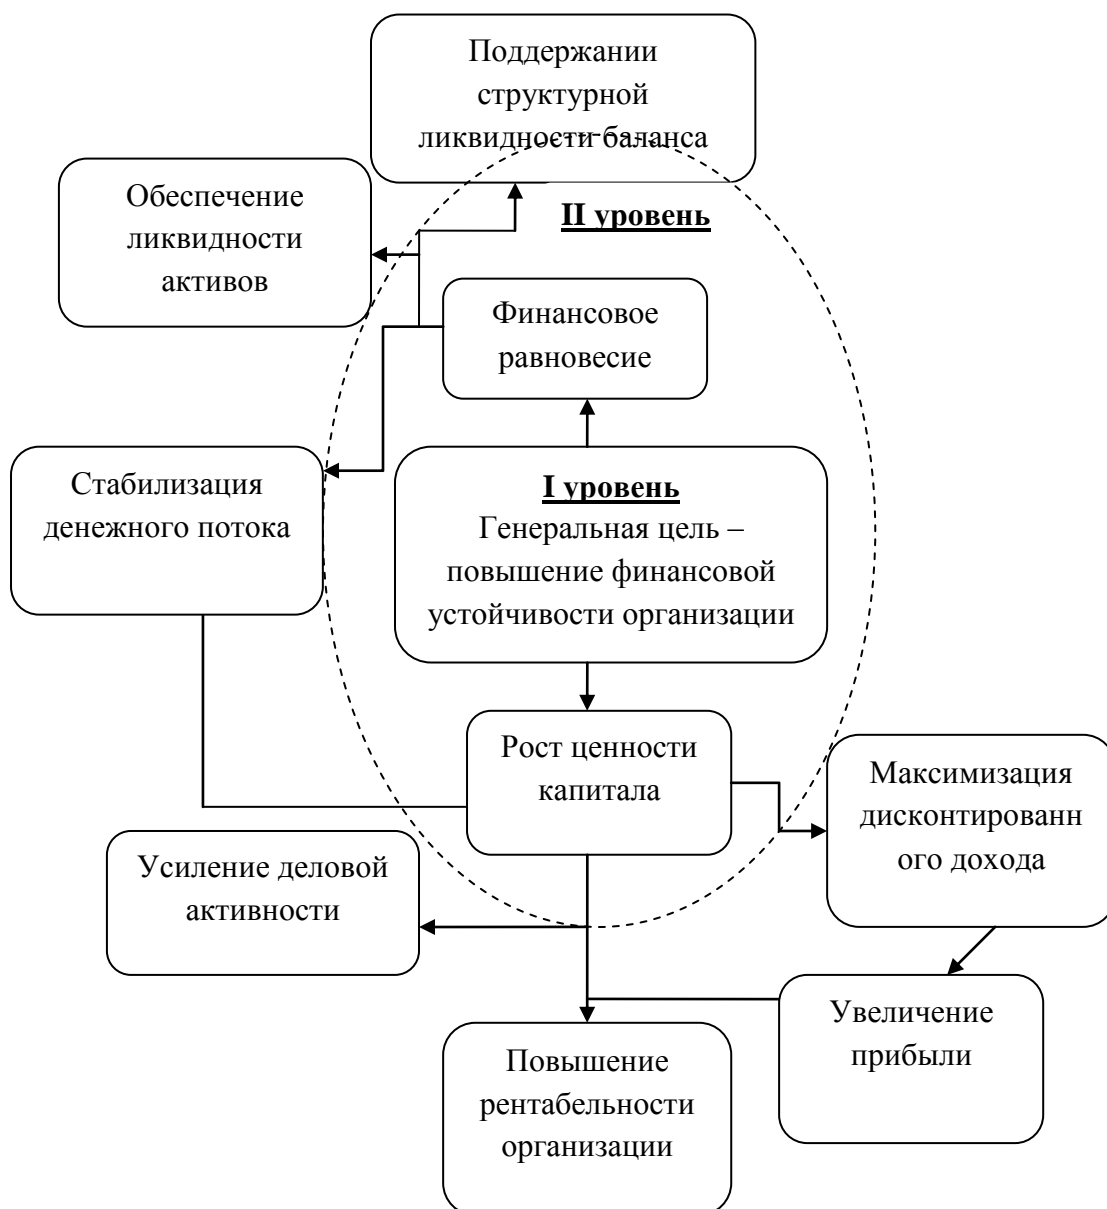 Поддержании
структурной
ликвидности баланса
Обеспечение
ликвидности
активов
II уровень
Финансовое
равновесие
Стабилизация
денежного потока
I уровень
Генеральная цель –
повышение финансовой
устойчивости организации
Рост ценности
капитала
Максимизация
дисконтированн
ого дохода
Усиление деловой
активности
Увеличение
прибыли
Повышение
рентабельности
организации